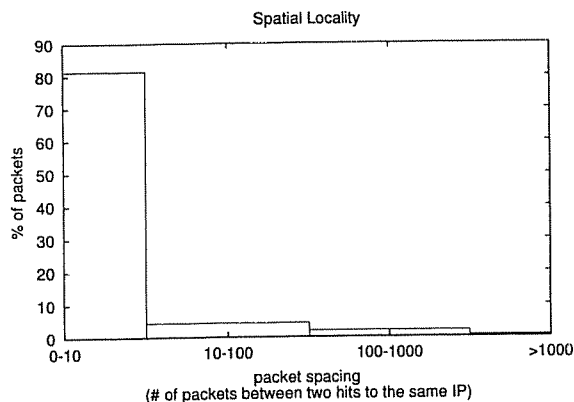 Spatial Locality
90
80
70
60
50
40
30
20
10
0
% of packets
0-10 10-100 100-1000 >1000
packet spacing
(# of packets between two hits to the same IP)